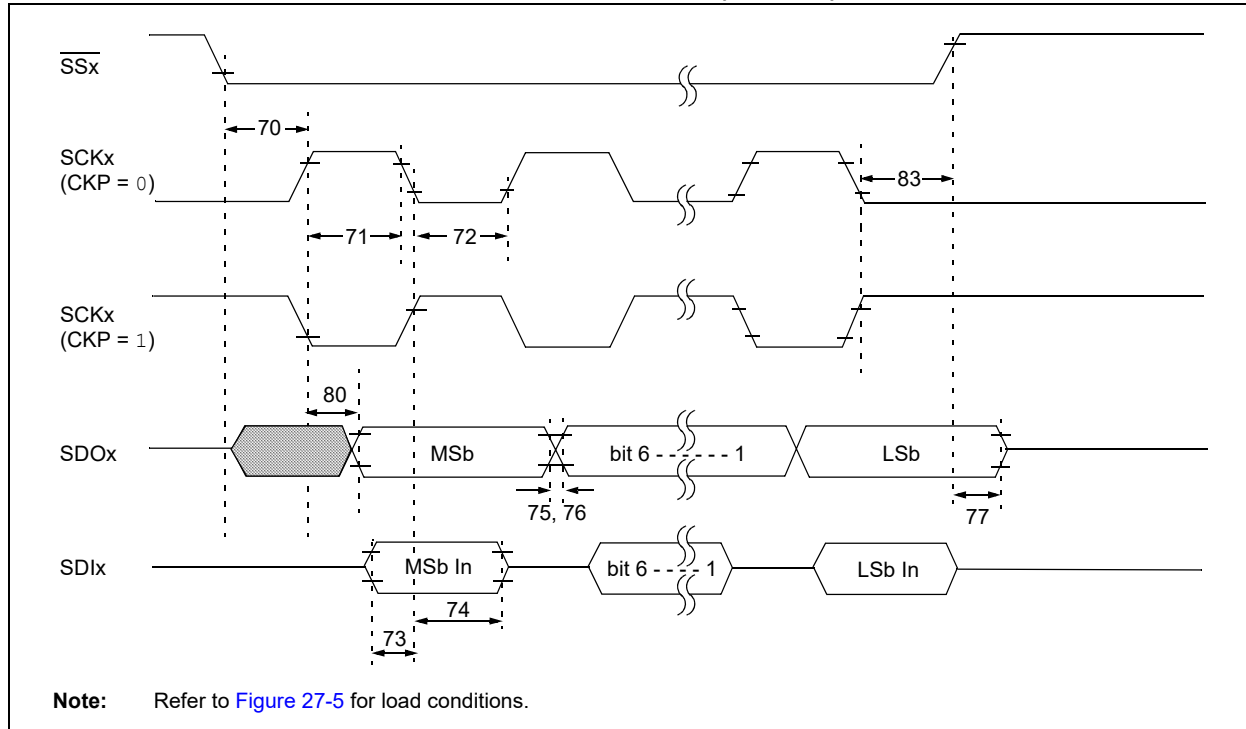 SSx
70
SCKx
(CKP = 0)
83
71
72
SCKx
(CKP = 1)
80
SDOx
MSb
bit 6 - - - - - - 1
LSb
75, 76
77
SDIx
MSb In
bit 6 - - - - 1
LSb In
74
73
Note: Refer to Figure 27-5 for load conditions.